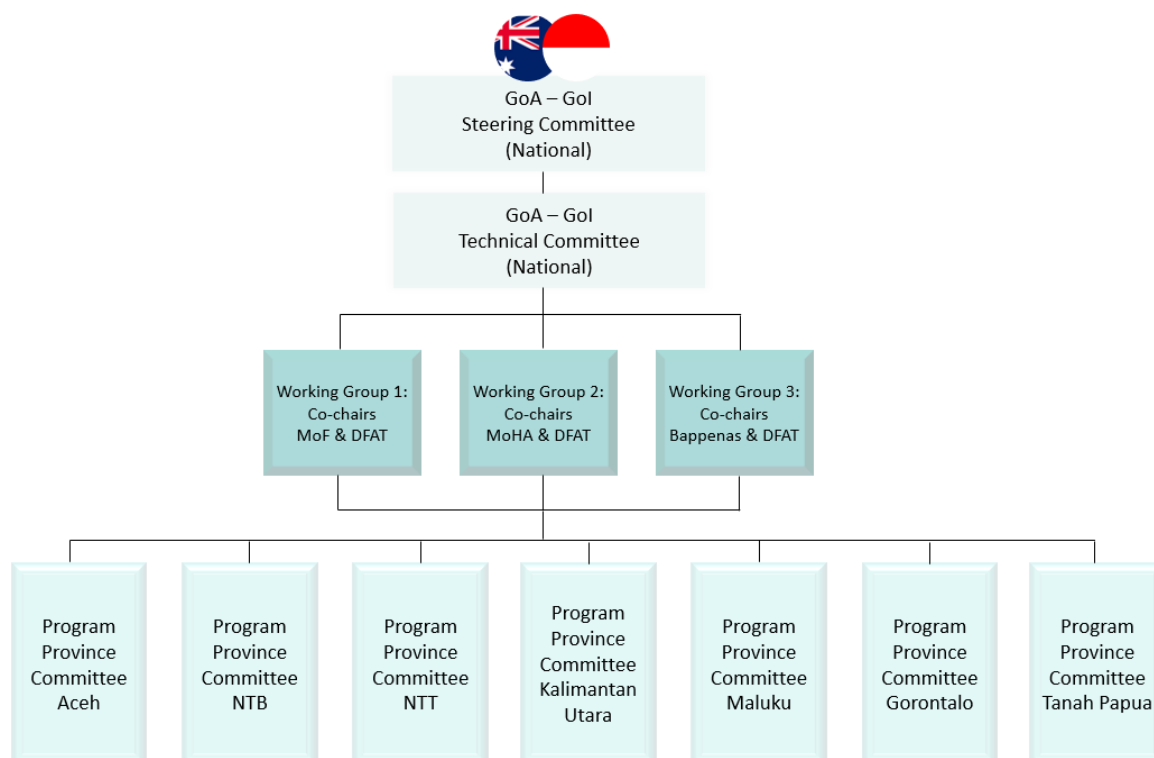 GoA – GoI
Steering Committee
(National)
GoA – GoI
Technical Committee
(National)
Working Group 1:
Co-chairs
MoF & DFAT
Working Group 2:
Co-chairs
MoHA & DFAT
Working Group 3:
Co-chairs
Bappenas & DFAT
Program
Province
Committee
Aceh
Program
Province
Committee
NTB
Program
Province
Committee
NTT
Program
Province
Committee
Kalimantan
Utara
Program
Province
Committee
Maluku
Program
Province
Committee
Gorontalo
Program
Province
Committee
Tanah Papua